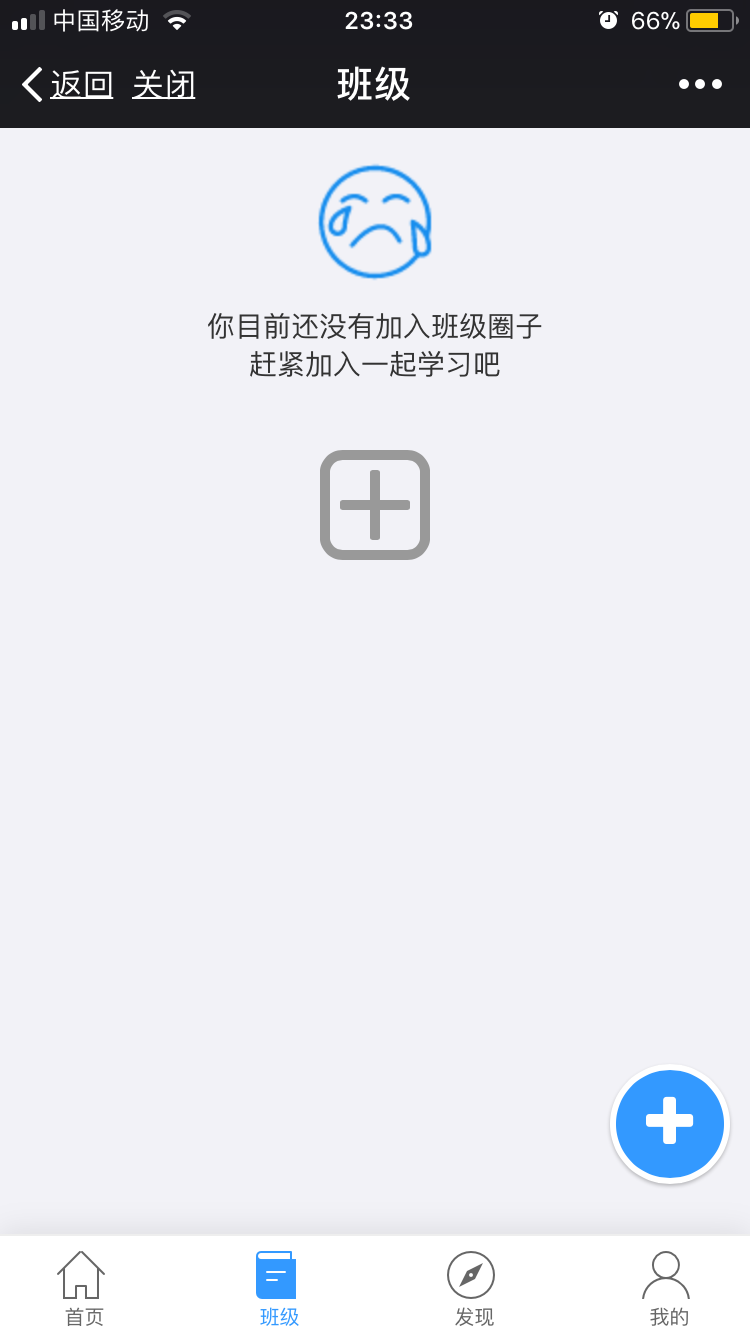 中国移动 23:33 66%
返回 关闭 班级
你目前还没有加入班级圈子
赶紧加入一起学习吧
首页 班级 发现 我的